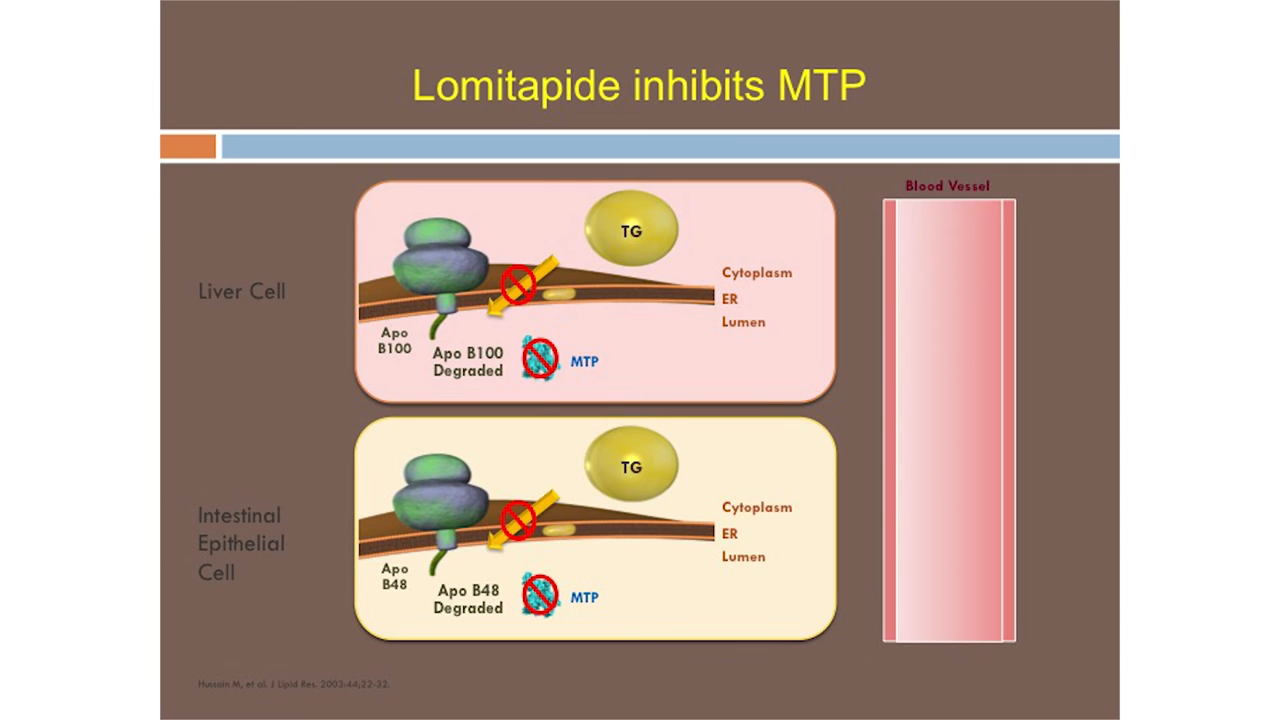 Lomitapide inhibits MTP
Blood Vessel
Liver Cell
TG
Cytoplasm
ER
Lumen
Apo
B100
Apo B100
Degraded
MTP
Intestinal
Epithelial
Cell
TG
Cytoplasm
ER
Lumen
Apo
B48
Apo B48
Degraded
MTP
Hussain M, et al. J Lipid Res. 2003;44;22-32.